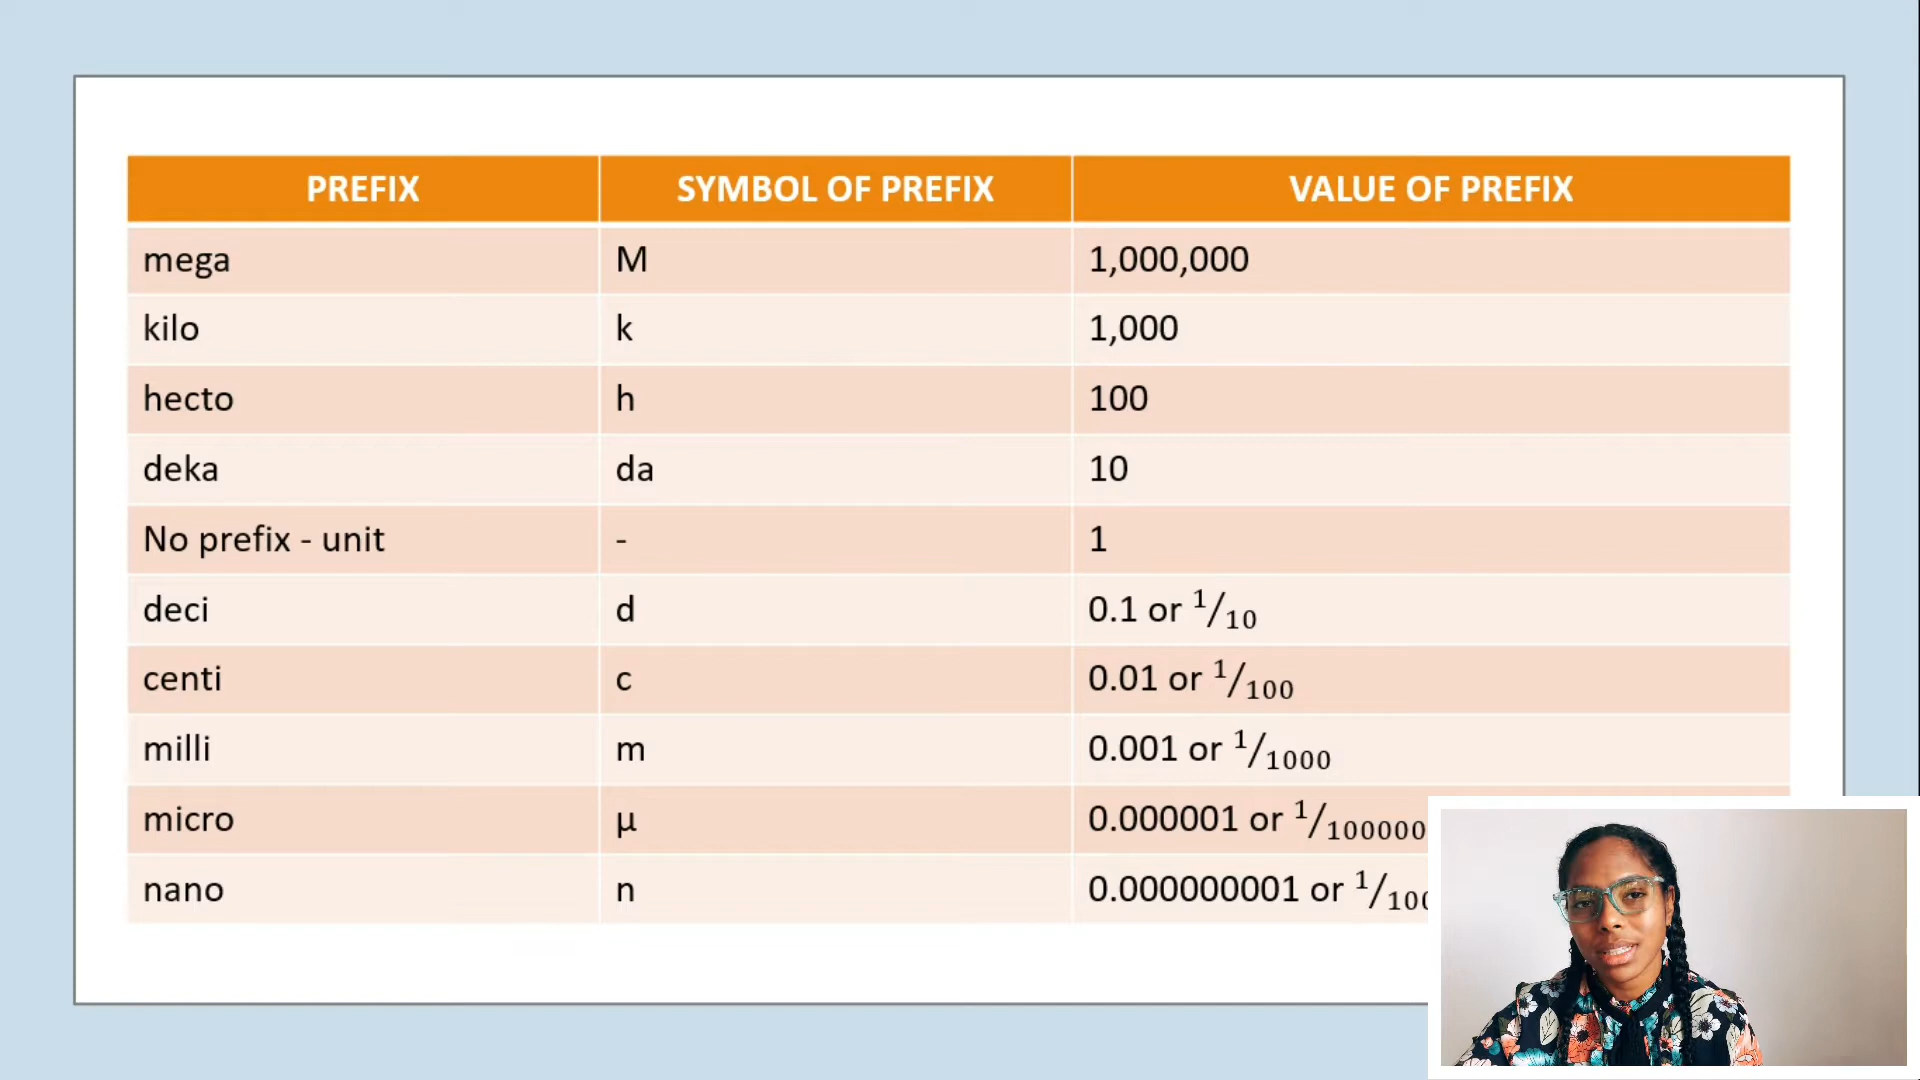 PREFIX SYMBOL OF PREFIX VALUE OF PREFIX
mega M 1,000,000
kilo k 1,000
hecto h 100
deka da 10
No prefix - unit - 1
deci d 0.1 or 1/10
centi c 0.01 or 1/100
milli m 0.001 or 1/1000
micro µ 0.000001 or 1/100000
nano n 0.000000001 or